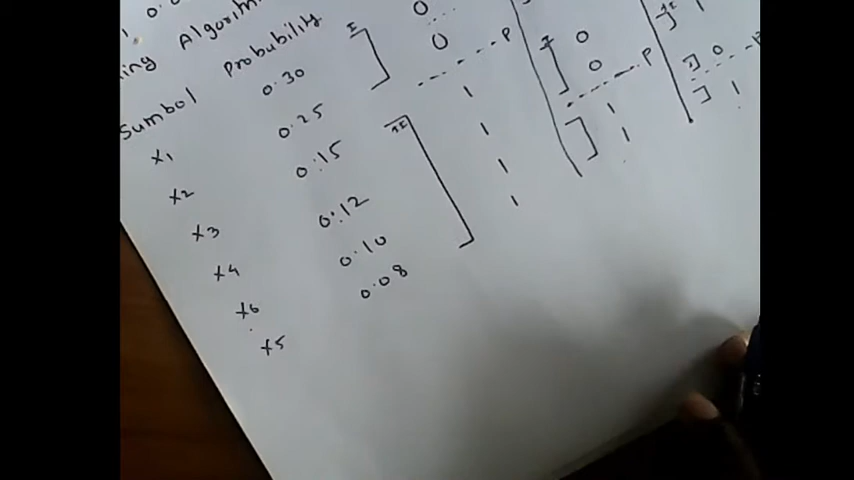 Algorithm
Symbol Probability
x1 0.30 I 0
x2 0.25 0 P
x3 0.15 II 1 0
x4 0.12 1 0 P
x6 0.10 1 1 0
x5 0.08 1 1 1